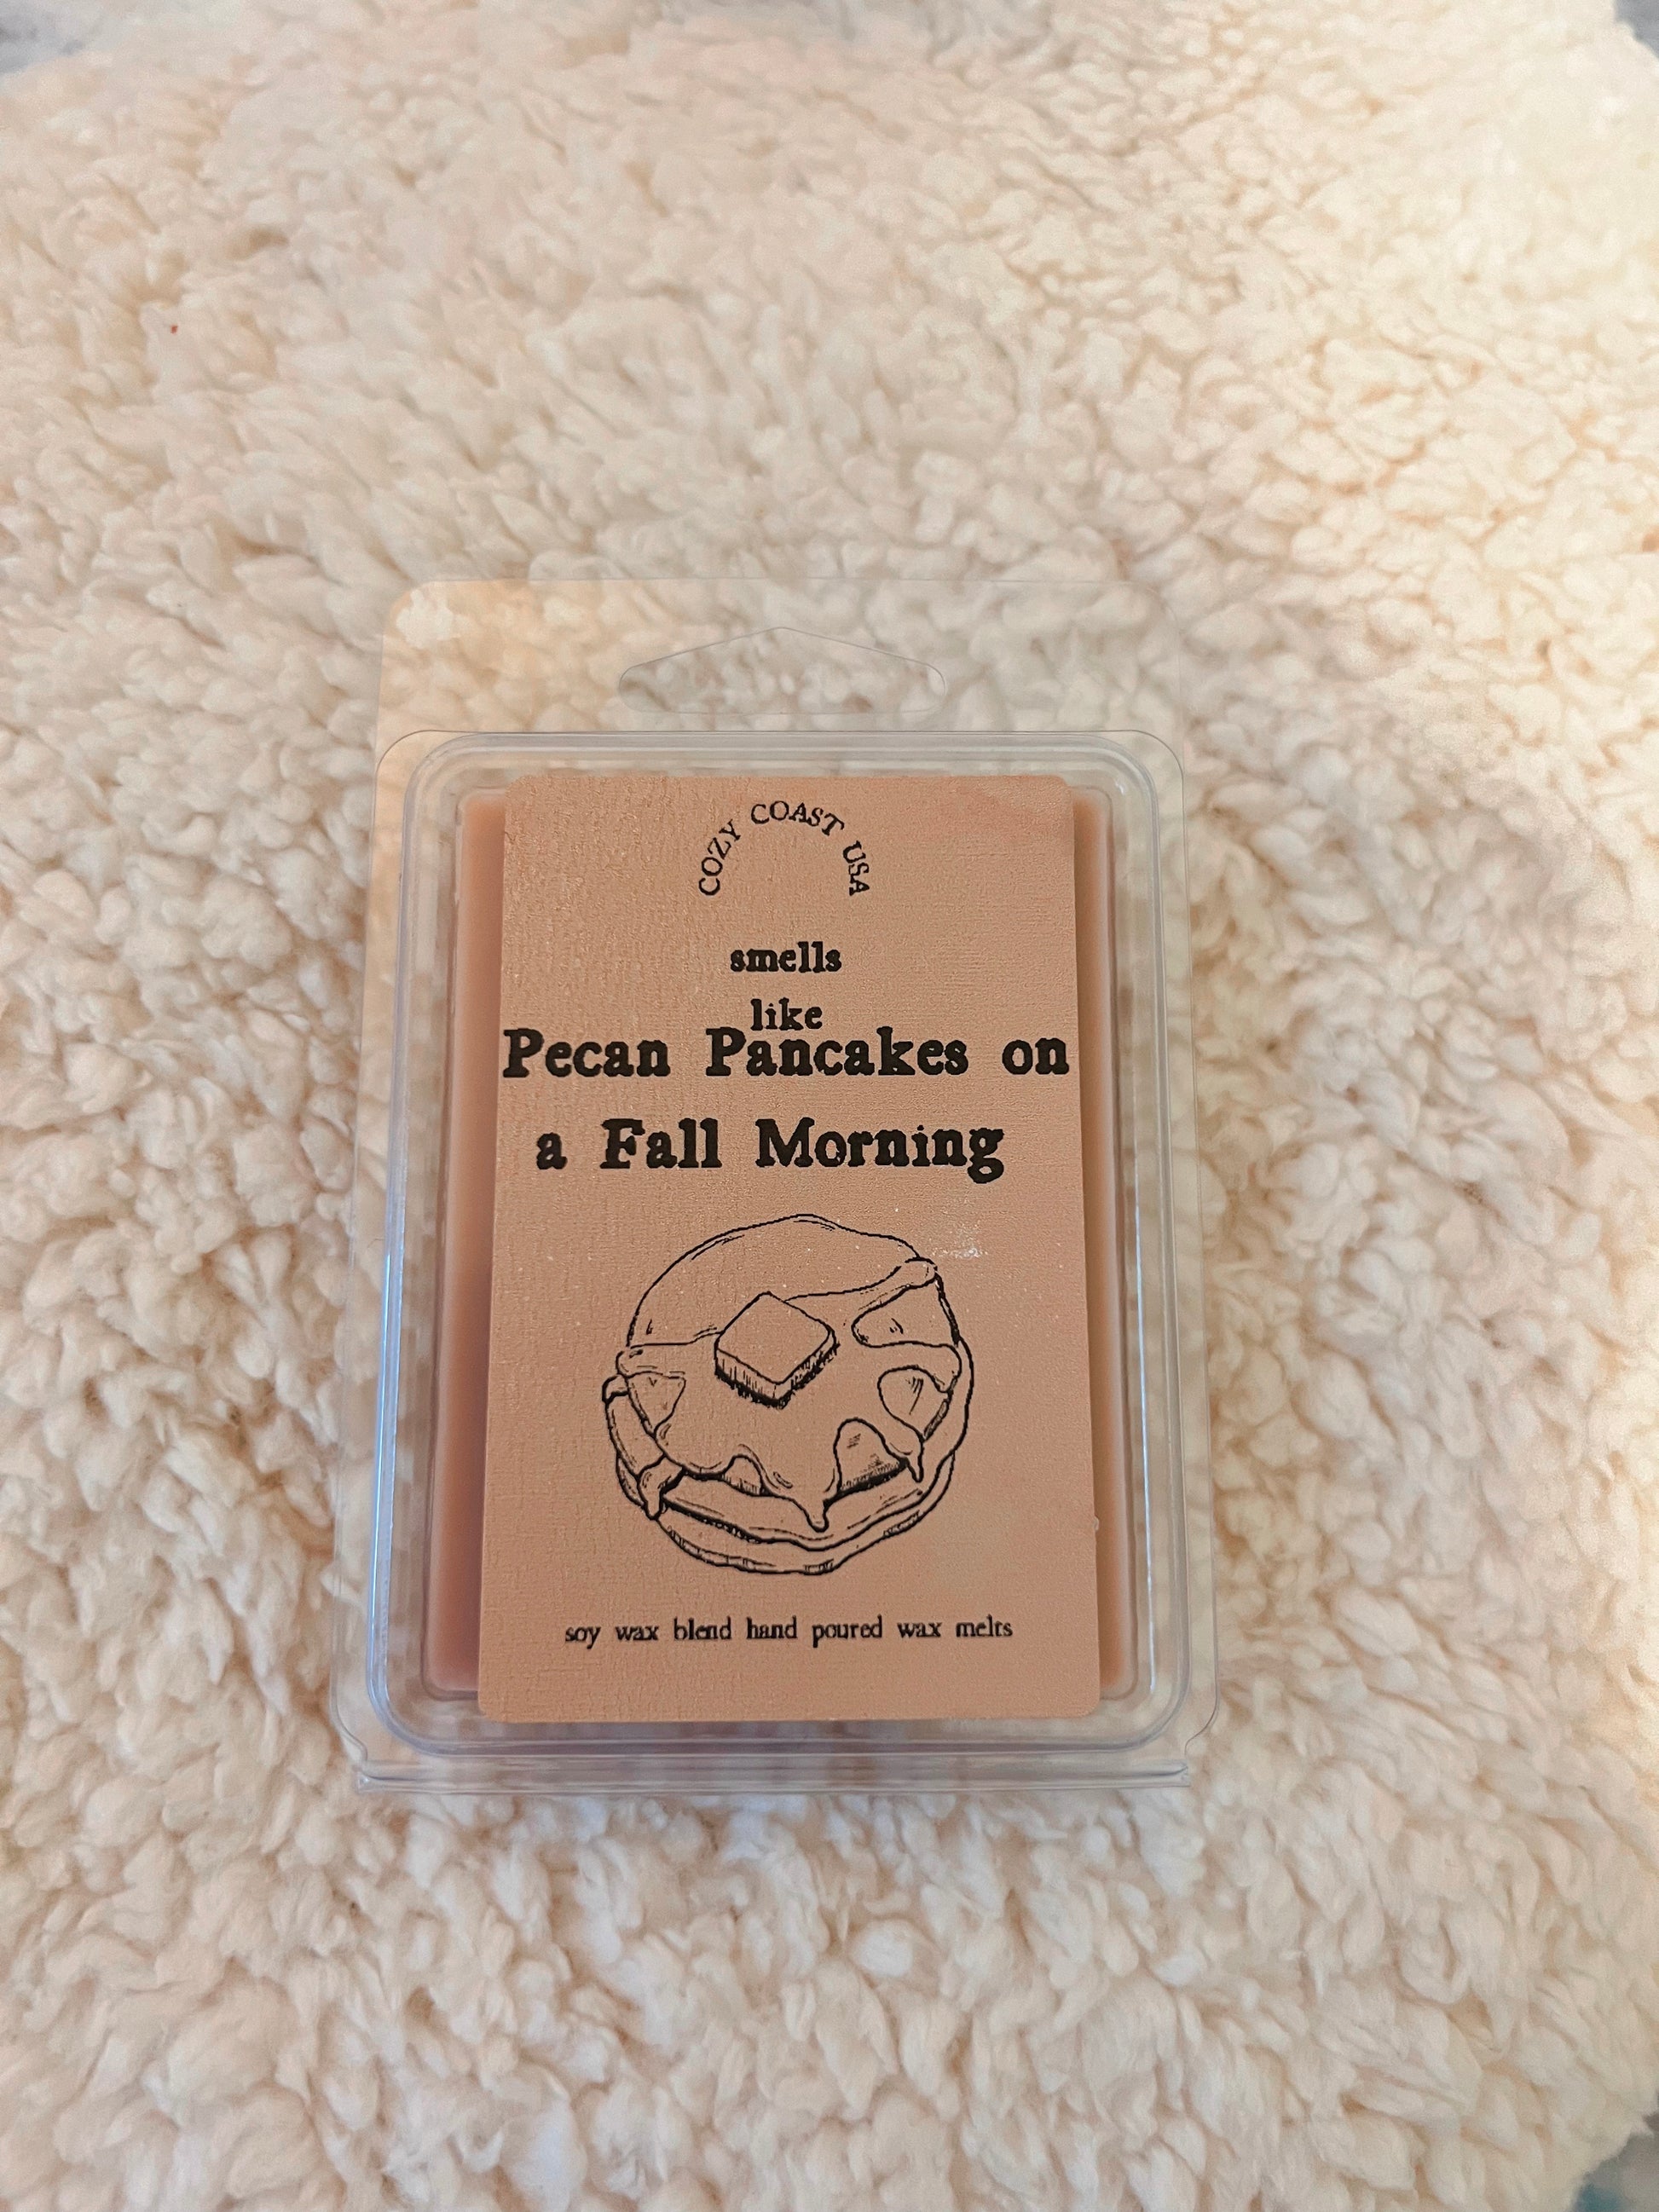 COZY COAST USA
smells
like
Pecan Pancakes on
a Fall Morning
soy wax blend hand poured wax melts